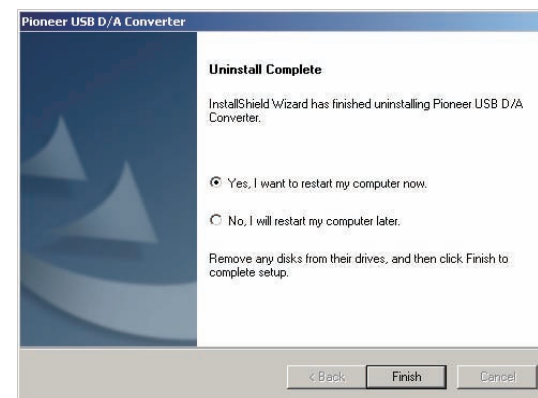 Pioneer USB D/A Converter
Uninstall Complete
InstallShield Wizard has finished uninstalling Pioneer USB D/A
Converter.
Yes, I want to restart my computer now.
No, I will restart my computer later.
Remove any disks from their drives, and then click Finish to
complete setup.
< Back Finish Cancel